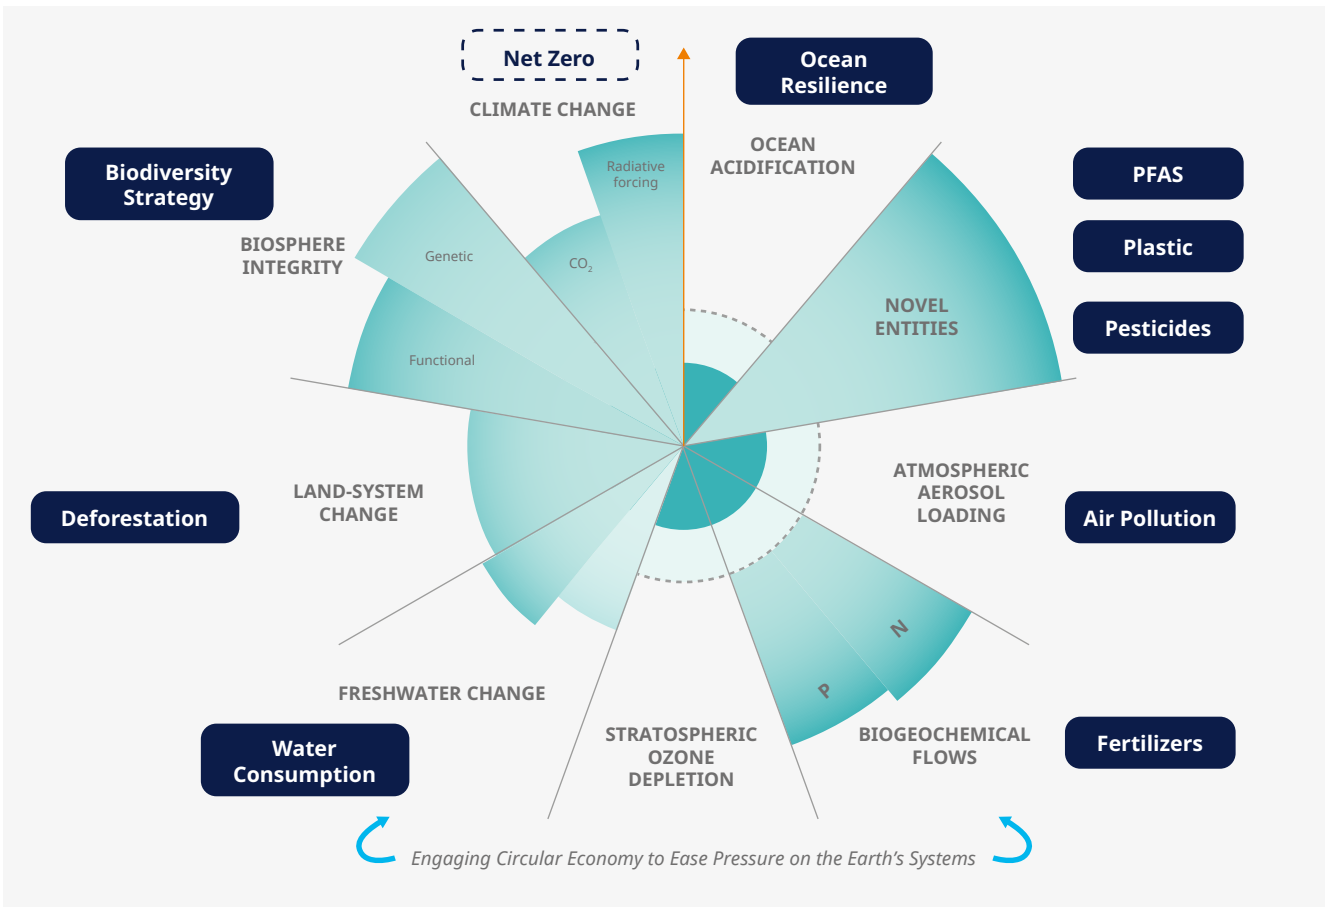 Net Zero
CLIMATE CHANGE
Radiative
forcing
CO₂
Ocean
Resilience
OCEAN
ACIDIFICATION
Biodiversity
Strategy
BIOSPHERE
INTEGRITY
Genetic
Functional
NOVEL
ENTITIES
PFAS
Plastic
Pesticides
LAND-SYSTEM
CHANGE
Deforestation
ATMOSPHERIC
AEROSOL
LOADING
Air Pollution
FRESHWATER CHANGE
Water
Consumption
STRATOSPHERIC
OZONE
DEPLETION
N
P
BIOGEOCHEMICAL
FLOWS
Fertilizers
Engaging Circular Economy to Ease Pressure on the Earth’s Systems